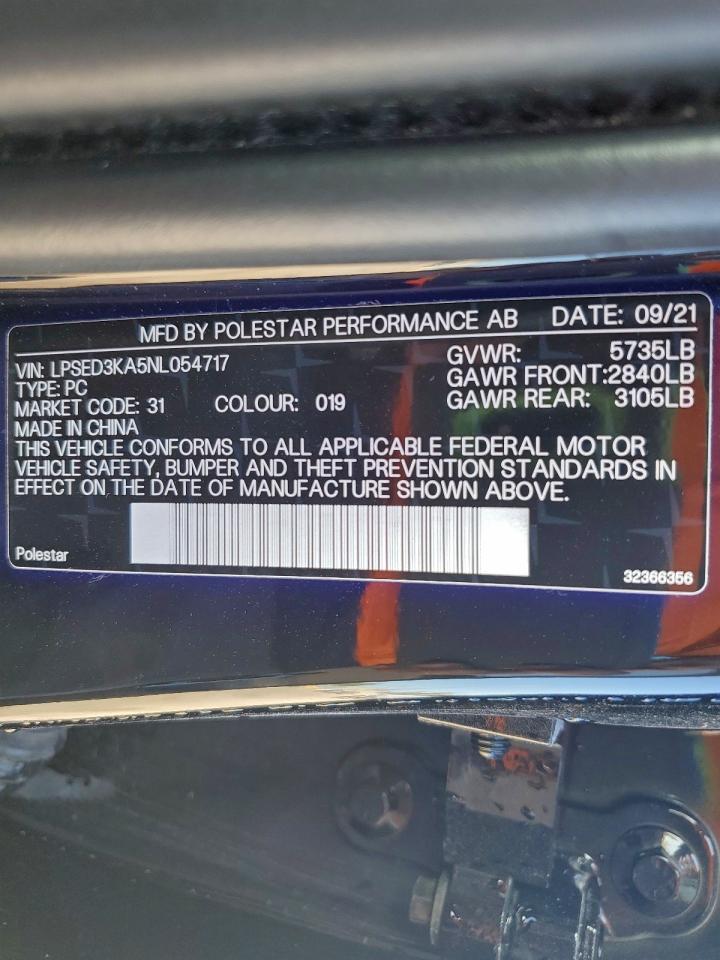 MFD BY POLESTAR PERFORMANCE AB DATE: 09/21
VIN: LPSED3KA5NL054717 GVWR: 5735LB
TYPE: PC GAWR FRONT:2840LB
MARKET CODE: 31 COLOUR: 019 GAWR REAR: 3105LB
MADE IN CHINA
THIS VEHICLE CONFORMS TO ALL APPLICABLE FEDERAL MOTOR
VEHICLE SAFETY, BUMPER AND THEFT PREVENTION STANDARDS IN
EFFECT ON THE DATE OF MANUFACTURE SHOWN ABOVE.
Polestar 32366356